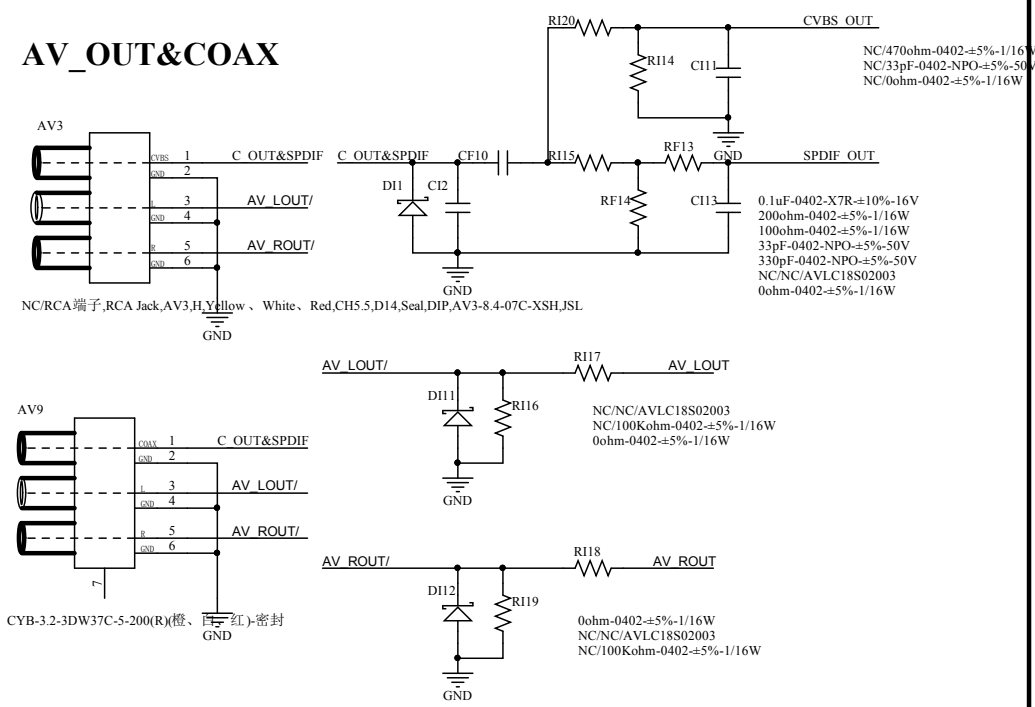 AV_OUT&COAX
RI20
CVBS_OUT
RI14
CI11
NC/470ohm-0402-±5%-1/16W
NC/33pF-0402-NPO-±5%-50V
NC/0ohm-0402-±5%-1/16W
GND
AV3
CVBS 1 C_OUT&SPDIF
GND 2
L 3 AV_LOUT/
GND 4
R 5 AV_ROUT/
GND 6
GND
NC/RCA端子,RCA Jack,AV3,H,Yellow 、White、Red,CH5.5,D14,Seal,DIP,AV3-8.4-07C-XSH,JSL
C_OUT&SPDIF
CF10
RI15
RF13
SPDIF_OUT
DI1
CI2
RF14
CI13
GND
0.1uF-0402-X7R-±10%-16V
200ohm-0402-±5%-1/16W
100ohm-0402-±5%-1/16W
33pF-0402-NPO-±5%-50V
330pF-0402-NPO-±5%-50V
NC/NC/AVLC18S02003
0ohm-0402-±5%-1/16W
AV_LOUT/
RI17
AV_LOUT
DI11
RI16
GND
NC/NC/AVLC18S02003
NC/100Kohm-0402-±5%-1/16W
0ohm-0402-±5%-1/16W
AV9
COAX 1 C_OUT&SPDIF
GND 2
L 3 AV_LOUT/
GND 4
R 5 AV_ROUT/
GND 6
7
GND
CYB-3.2-3DW37C-5-200(R)(橙、白、红)-密封
AV_ROUT/
RI18
AV_ROUT
DI12
RI19
GND
0ohm-0402-±5%-1/16W
NC/NC/AVLC18S02003
NC/100Kohm-0402-±5%-1/16W